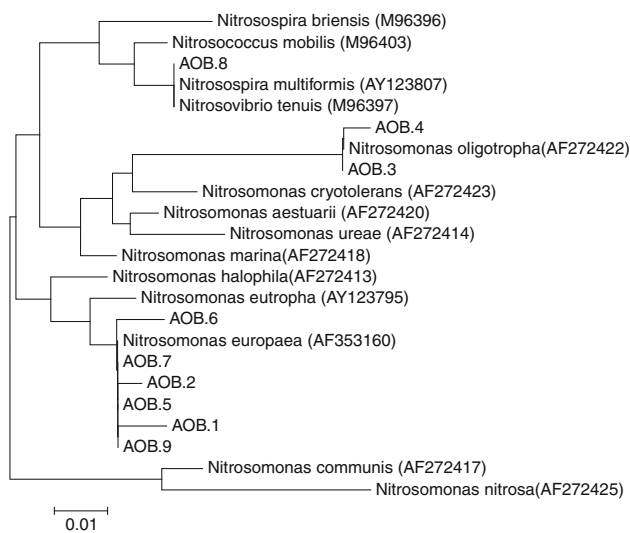 Nitrosospira briensis (M96396)
Nitrosococcus mobilis (M96403)
AOB.8
Nitrosospira multiformis (AY123807)
Nitrosovibrio tenuis (M96397)
AOB.4
Nitrosomonas oligotropha(AF272422)
AOB.3
Nitrosomonas cryotolerans (AF272423)
Nitrosomonas aestuarii (AF272420)
Nitrosomonas ureae (AF272414)
Nitrosomonas marina(AF272418)
Nitrosomonas halophila(AF272413)
Nitrosomonas eutropha (AY123795)
AOB.6
Nitrosomonas europaea (AF353160)
AOB.7
AOB.2
AOB.5
AOB.1
AOB.9
Nitrosomonas communis (AF272417)
Nitrosomonas nitrosa(AF272425)
0.01